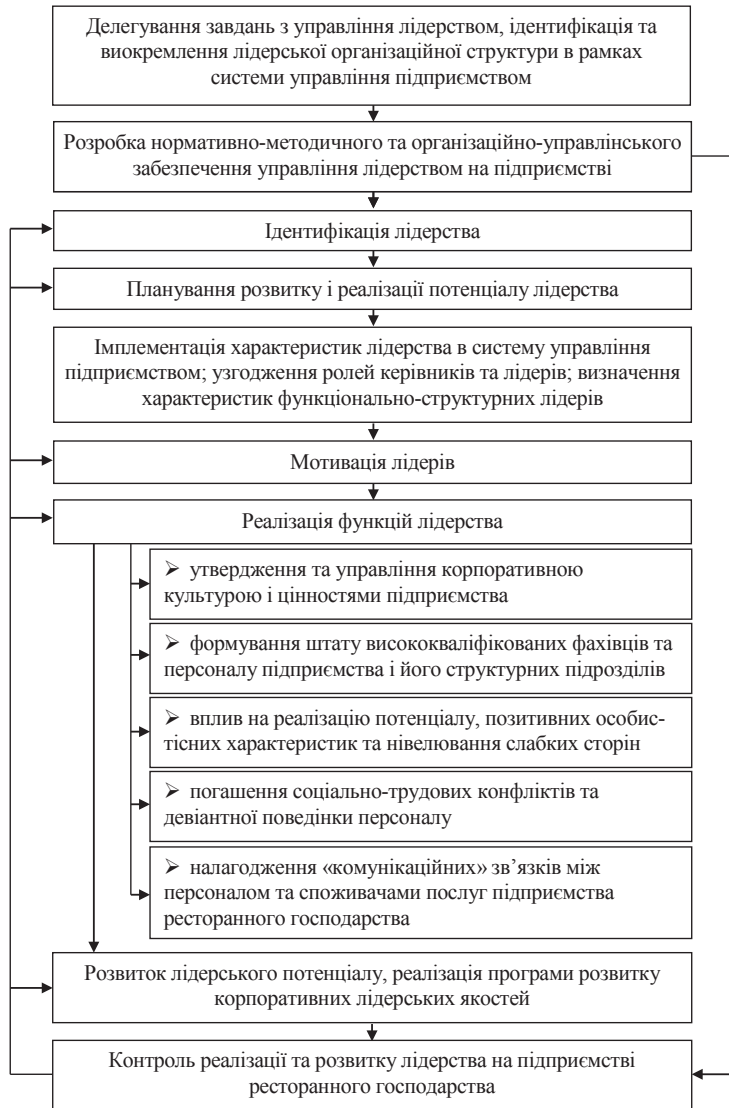 Делегування завдань з управління лідерством, ідентифікація та
виокремлення лідерської організаційної структури в рамках
системи управління підприємством
Розробка нормативно-методичного та організаційно-управлінського
забезпечення управління лідерством на підприємстві
Ідентифікація лідерства
Планування розвитку і реалізації потенціалу лідерства
Імплементація характеристик лідерства в систему управління
підприємством; узгодження ролей керівників та лідерів; визначення
характеристик функціонально-структурних лідерів
Мотивація лідерів
Реалізація функцій лідерства
➢ утвердження та управління корпоративною
культурою і цінностями підприємства
➢ формування штату висококваліфікованих фахівців та
персоналу підприємства і його структурних підрозділів
➢ вплив на реалізацію потенціалу, позитивних особис-
тісних характеристик та нівелювання слабких сторін
➢ погашення соціально-трудових конфліктів та
девіантної поведінки персоналу
➢ налагодження «комунікаційних» зв’язків між
персоналом та споживачами послуг підприємства
ресторанного господарства
Розвиток лідерського потенціалу, реалізація програми розвитку
корпоративних лідерських якостей
Контроль реалізації та розвитку лідерства на підприємстві
ресторанного господарства